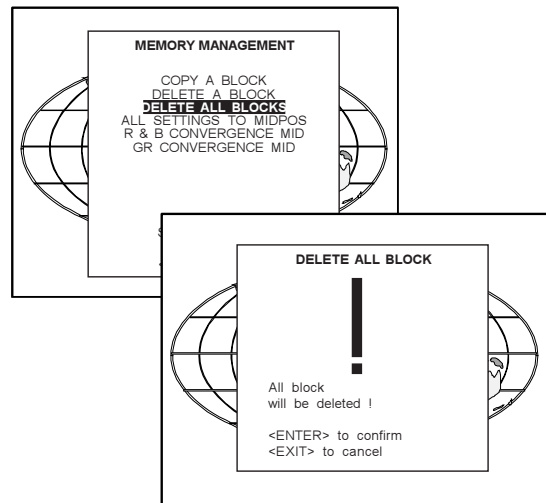 MEMORY MANAGEMENT
COPY A BLOCK
DELETE A BLOCK
DELETE ALL BLOCKS
ALL SETTINGS TO MIDPOS
R & B CONVERGENCE MID
GR CONVERGENCE MID
DELETE ALL BLOCK
!
All block
will be deleted !
<ENTER> to confirm
<EXIT> to cancel